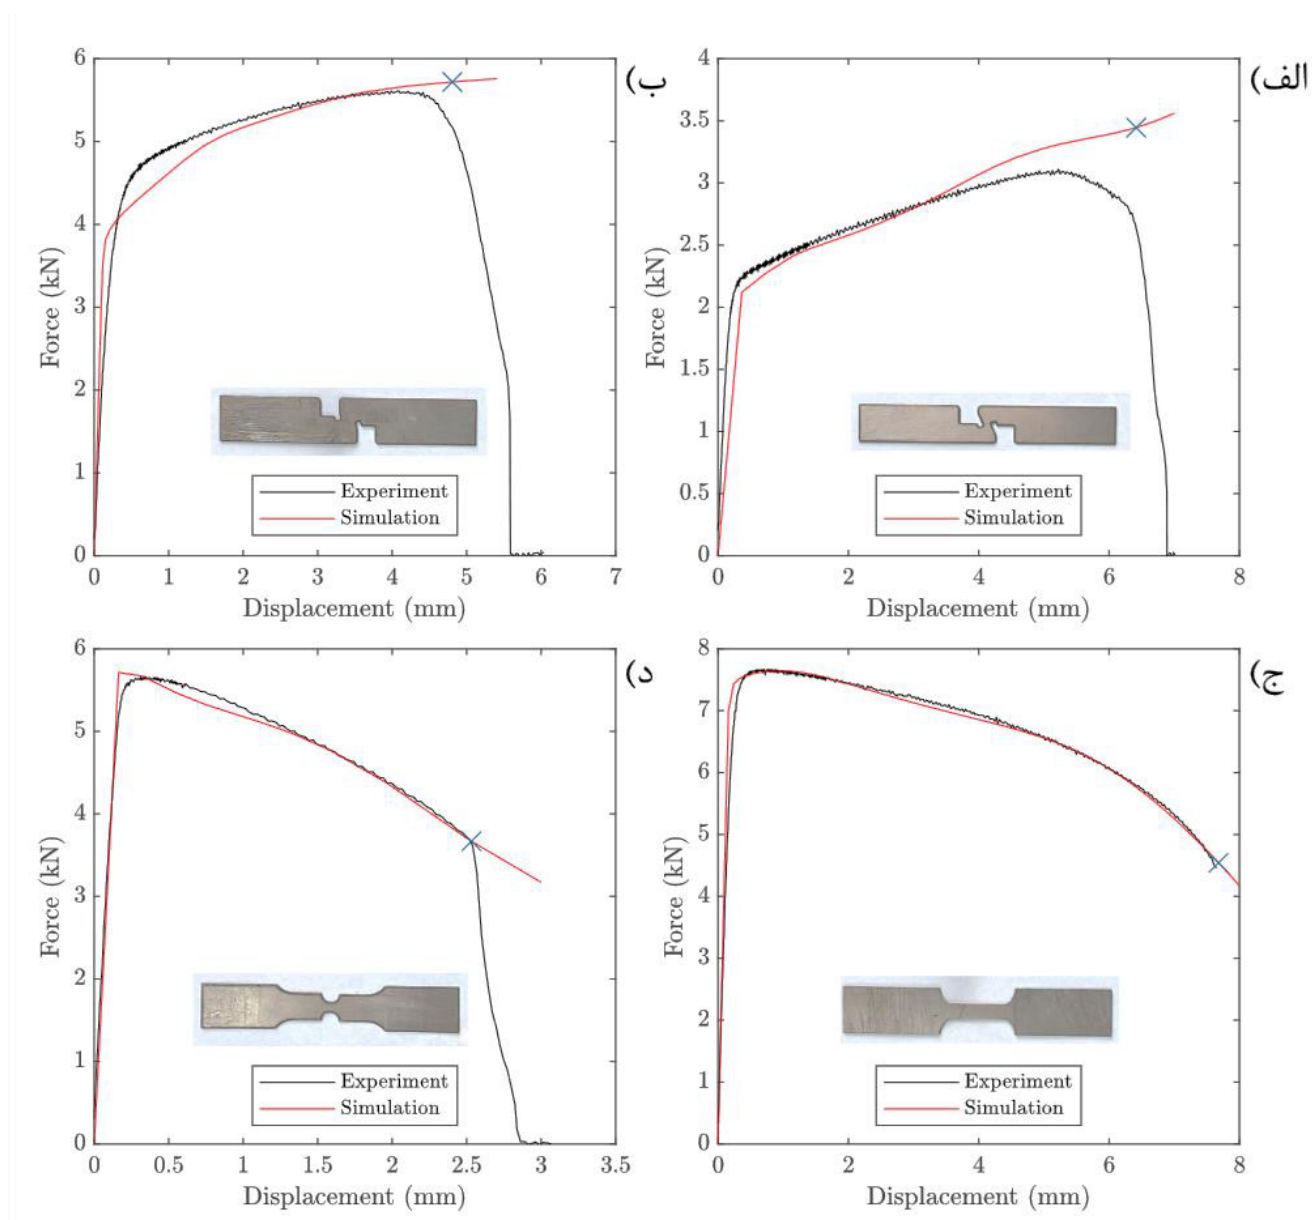 الف)
4
3.5
3
2.5
2
1.5
1
0.5
0
Force (kN)
Experiment
Simulation
0 2 4 6 8
Displacement (mm)
ب)
6
5
4
3
2
1
0
Force (kN)
Experiment
Simulation
0 1 2 3 4 5 6 7
Displacement (mm)
ج)
8
7
6
5
4
3
2
1
0
Force (kN)
Experiment
Simulation
0 2 4 6 8
Displacement (mm)
د)
6
5
4
3
2
1
0
Force (kN)
Experiment
Simulation
0 0.5 1 1.5 2 2.5 3 3.5
Displacement (mm)